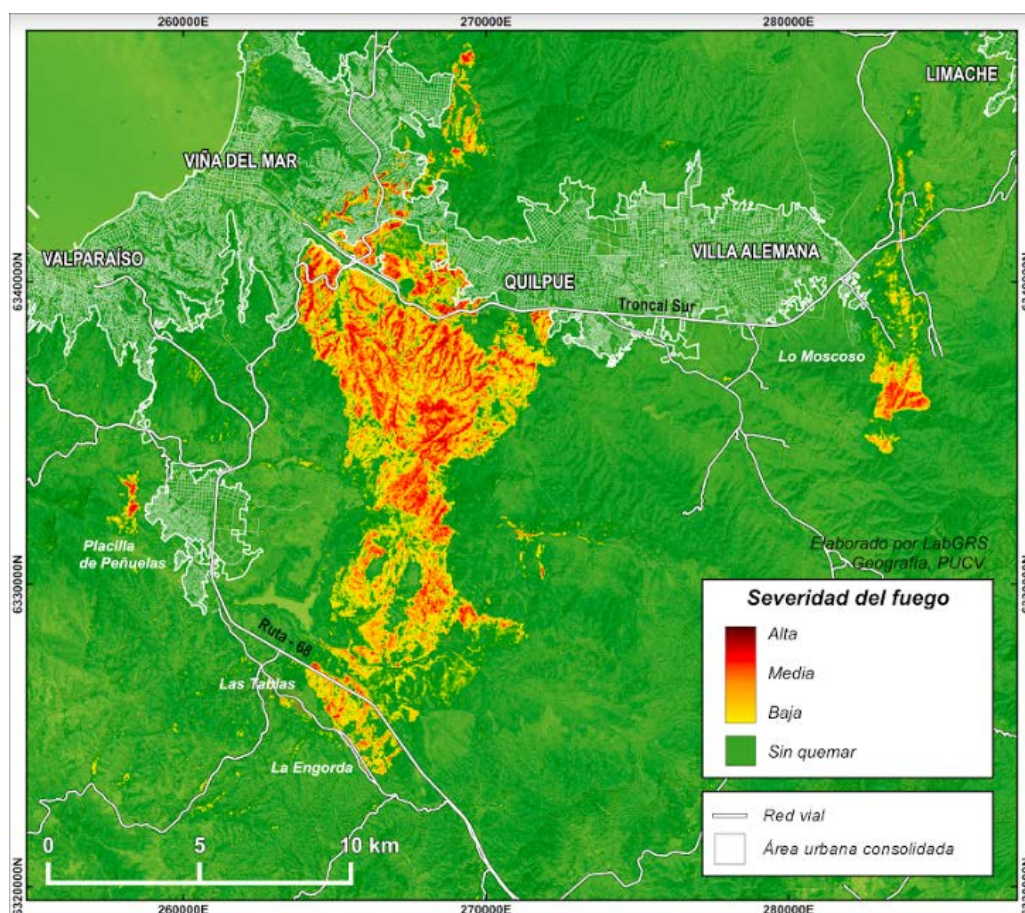 260000E 270000E 280000E
LIMACHE
VIÑA DEL MAR
VALPARAÍSO
QUILPUE
VILLA ALEMANA
Troncal Sur
Lo Moscoso
6340000N
6340000N
Placilla
de Peñuelas
Elaborado por LabGRS
Geografía, PUCV.
6330000N
6330000N
Ruta - 68
Las Tablas
La Engorda
Severidad del fuego
Alta
Media
Baja
Sin quemar
Red vial
Área urbana consolidada
0 5 10 km
6320000N
260000E 270000E 280000E